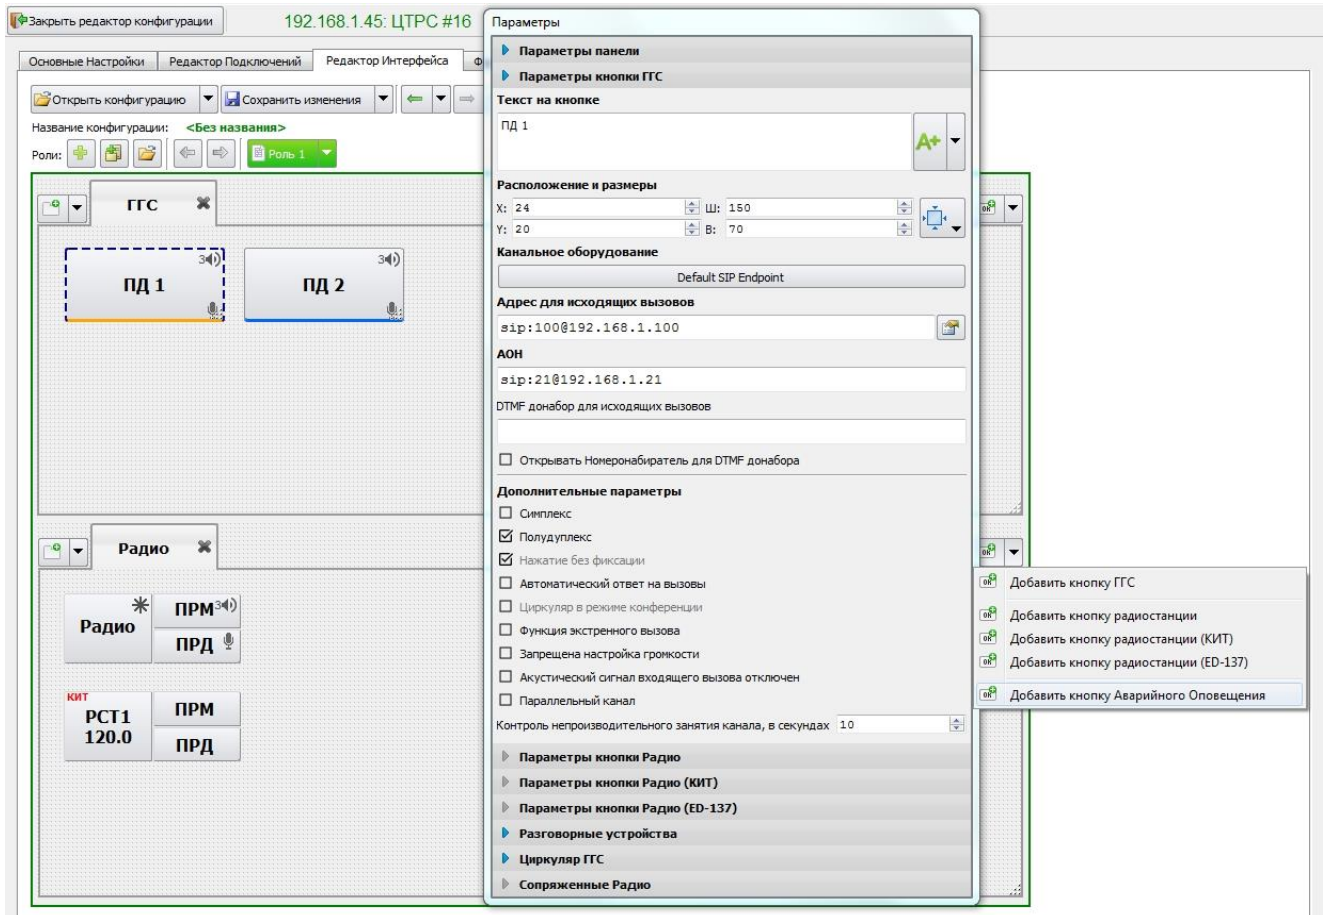 Закрыть редактор конфигурации
192.168.1.45: ЦТРС #16
Основные Настройки
Редактор Подключений
Редактор Интерфейса
Ф
Открыть конфигурацию
Сохранить изменения
Название конфигурации: <Без названия>
Роли:
Роль 1
ГГС
ПД 1
3
ПД 2
3
Радио
Радио
ПРМ
3
ПРД
КИТ
РСТ1
120.0
ПРМ
ПРД
Параметры
Параметры панели
Параметры кнопки ГГС
Текст на кнопке
ПД 1
A+
Расположение и размеры
X: 24
Ш: 150
Y: 20
В: 70
Канальное оборудование
Default SIP Endpoint
Адрес для исходящих вызовов
sip:100@192.168.1.100
АОН
sip:21@192.168.1.21
DTMF донабор для исходящих вызовов
Открывать Номеронабиратель для DTMF донабора
Дополнительные параметры
Симплекс
Полудуплекс
Нажатие без фиксации
Автоматический ответ на вызовы
Циркуляр в режиме конференции
Функция экстренного вызова
Запрещена настройка громкости
Акустический сигнал входящего вызова отключен
Параллельный канал
Контроль непроизводительного занятия канала, в секундах 10
Параметры кнопки Радио
Параметры кнопки Радио (КИТ)
Параметры кнопки Радио (ED-137)
Разговорные устройства
Циркуляр ГГС
Сопряженные Радио
Добавить кнопку ГГС
Добавить кнопку радиостанции
Добавить кнопку радиостанции (КИТ)
Добавить кнопку радиостанции (ED-137)
Добавить кнопку Аварийного Оповещения